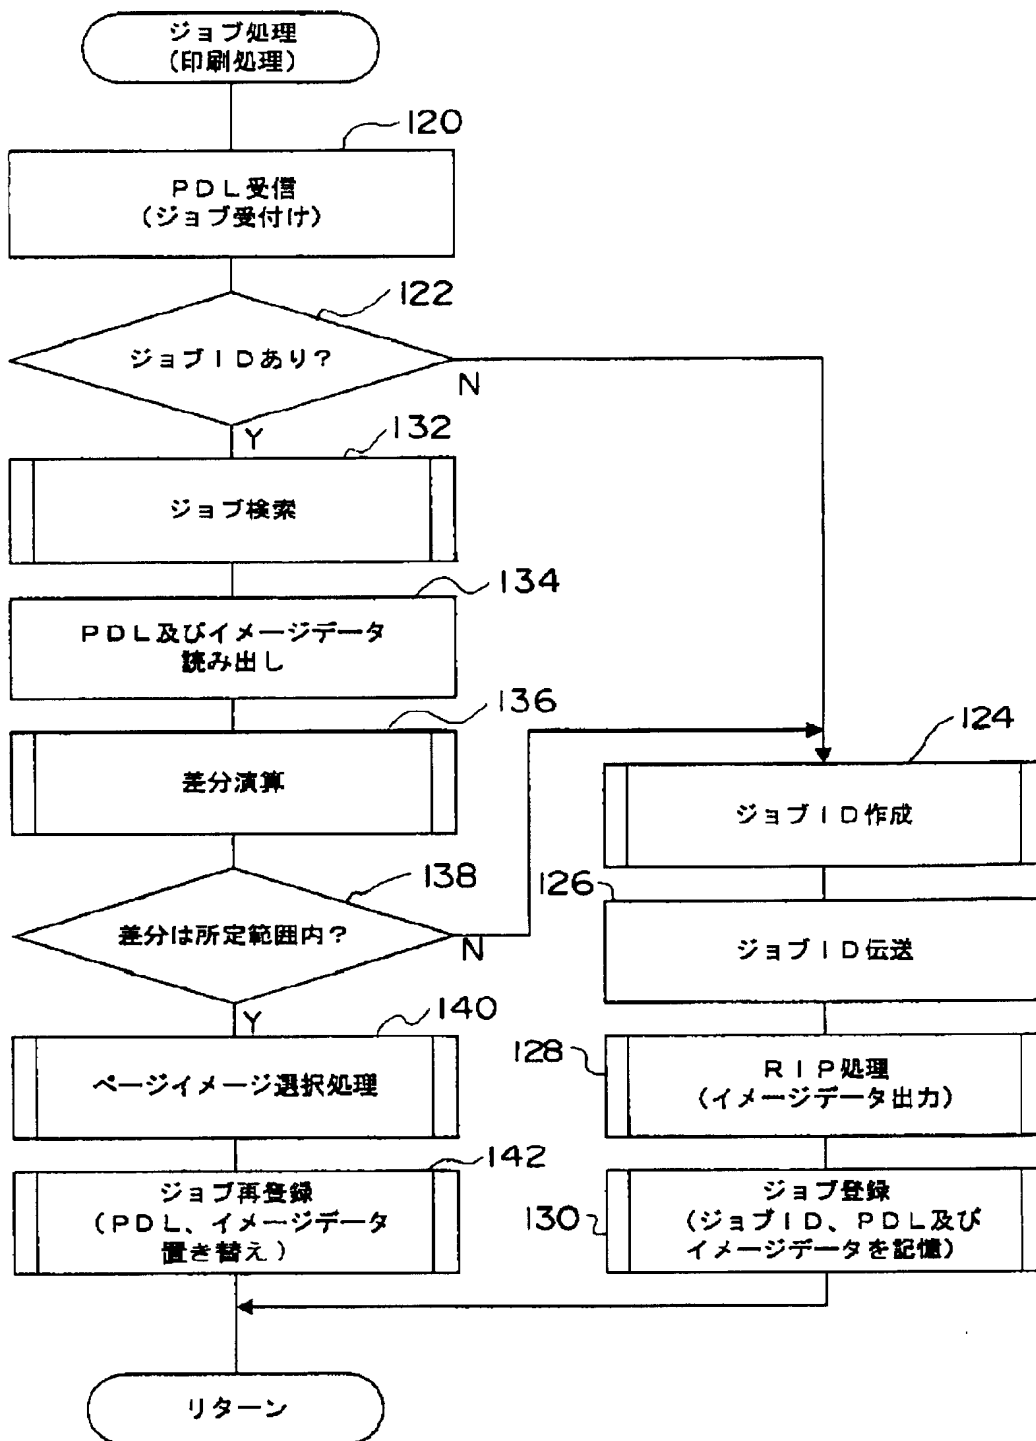 ジョブ処理
(印刷処理)
120
PDL受信
(ジョブ受付け)
122
ジョブIDあり?
N
Y
132
ジョブ検索
134
PDL及びイメージデータ
読み出し
136
差分演算
124
ジョブID作成
138
差分は所定範囲内?
N
Y
126
ジョブID伝送
140
ページイメージ選択処理
128
RIP処理
(イメージデータ出力)
142
ジョブ再登録
(PDL、イメージデータ
置き替え)
130
ジョブ登録
(ジョブID、PDL及び
イメージデータを記憶)
リターン